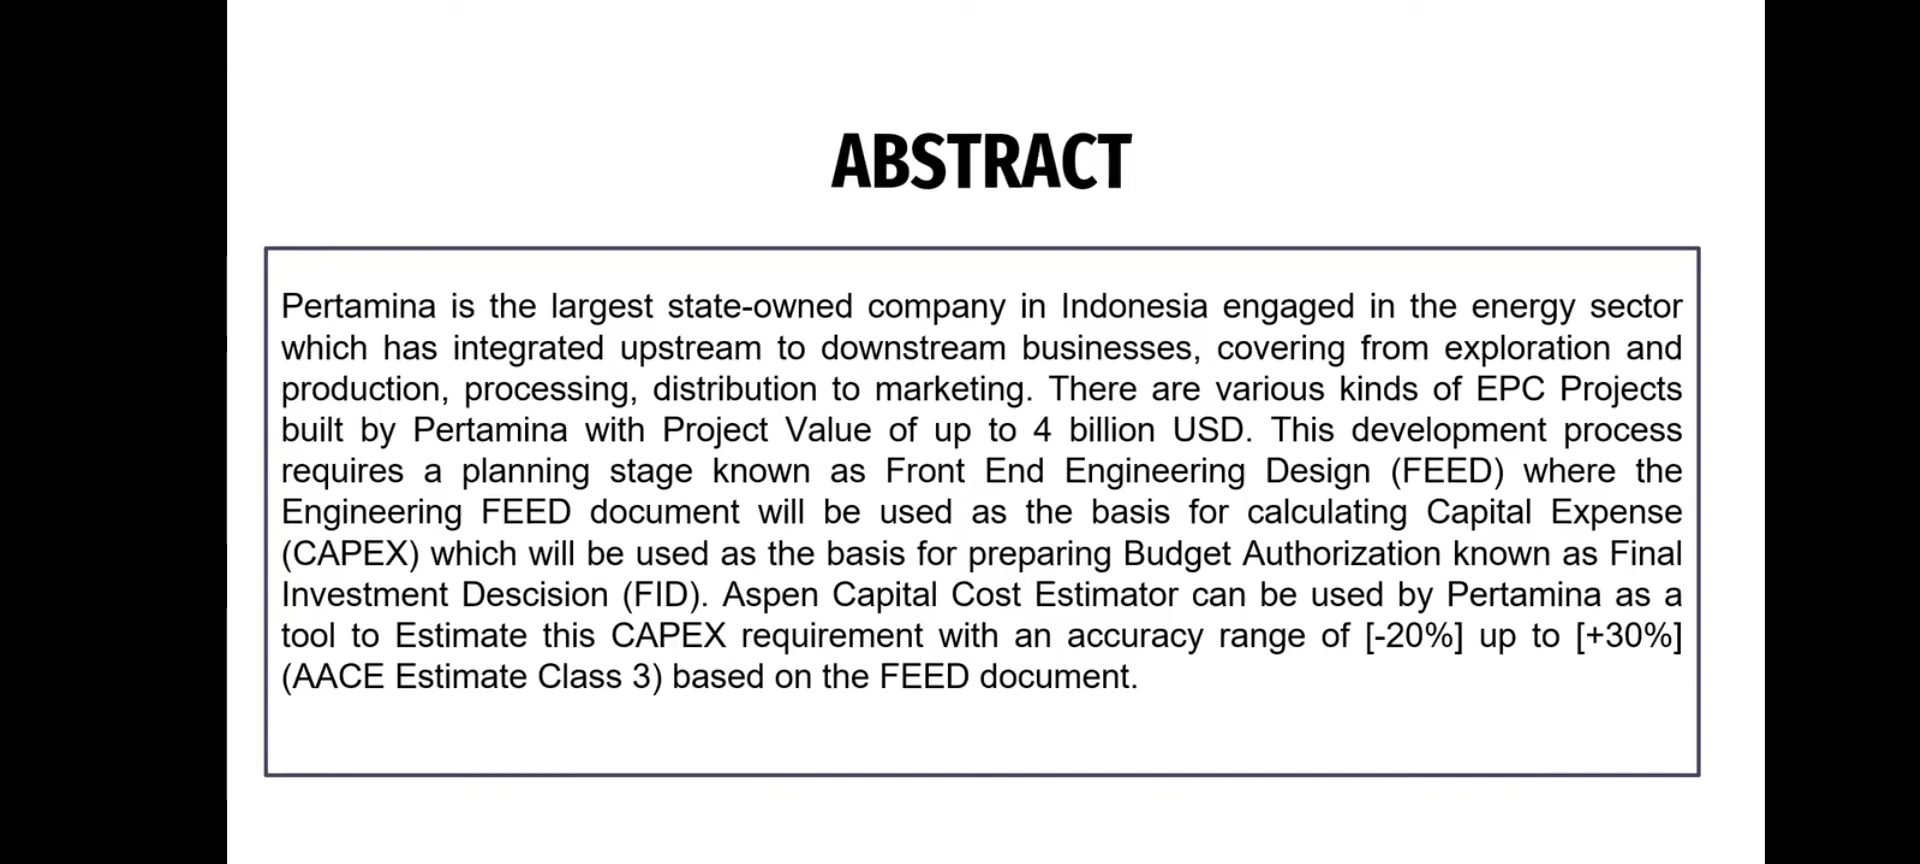 ABSTRACT
Pertamina is the largest state-owned company in Indonesia engaged in the energy sector
which has integrated upstream to downstream businesses, covering from exploration and
production, processing, distribution to marketing. There are various kinds of EPC Projects
built by Pertamina with Project Value of up to 4 billion USD. This development process
requires a planning stage known as Front End Engineering Design (FEED) where the
Engineering FEED document will be used as the basis for calculating Capital Expense
(CAPEX) which will be used as the basis for preparing Budget Authorization known as Final
Investment Descision (FID). Aspen Capital Cost Estimator can be used by Pertamina as a
tool to Estimate this CAPEX requirement with an accuracy range of [-20%] up to [+30%]
(AACE Estimate Class 3) based on the FEED document.